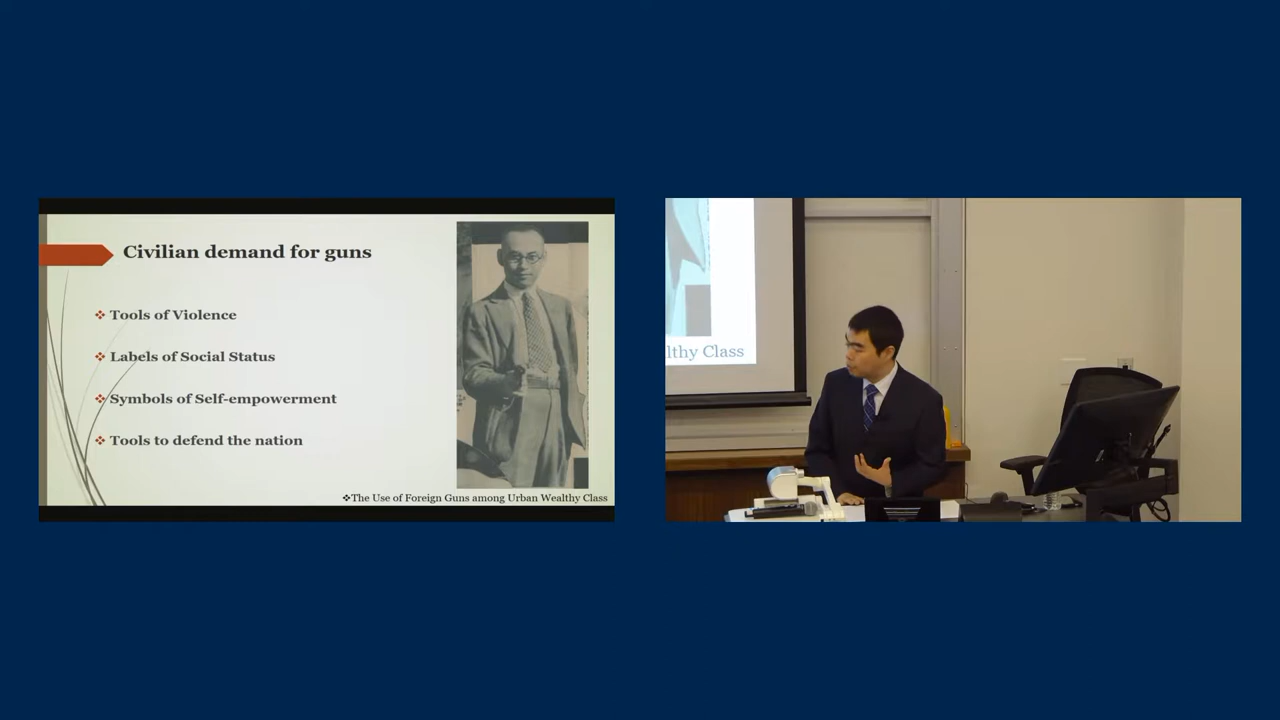 Civilian demand for guns
❖ Tools of Violence
❖ Labels of Social Status
❖ Symbols of Self-empowerment
❖ Tools to defend the nation
❖The Use of Foreign Guns among Urban Wealthy Class
lthy Class